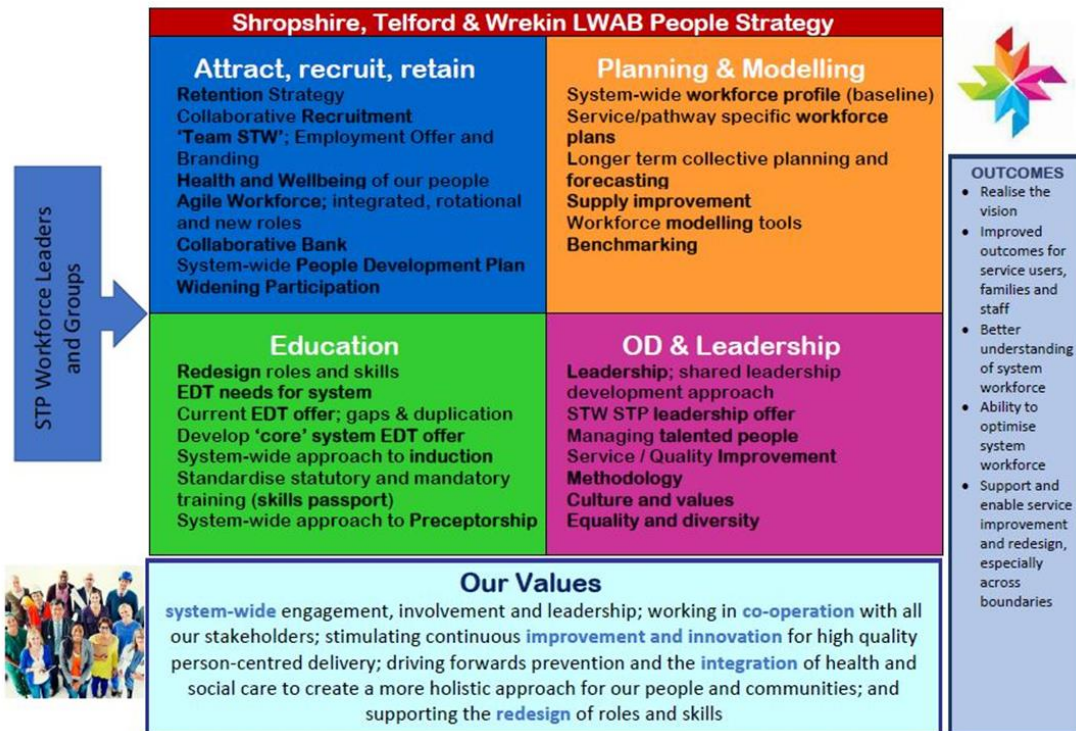 Shropshire, Telford & Wrekin LWAB People Strategy
STP Workforce Leaders
and Groups
Attract, recruit, retain
Retention Strategy
Collaborative Recruitment
‘Team STW’; Employment Offer and
Branding
Health and Wellbeing of our people
Agile Workforce; integrated, rotational
and new roles
Collaborative Bank
System-wide People Development Plan
Widening Participation
Planning & Modelling
System-wide workforce profile (baseline)
Service/pathway specific workforce
plans
Longer term collective planning and
forecasting
Supply improvement
Workforce modelling tools
Benchmarking
Education
Redesign roles and skills
EDT needs for system
Current EDT offer; gaps & duplication
Develop ‘core’ system EDT offer
System-wide approach to induction
Standardise statutory and mandatory
training (skills passport)
System-wide approach to Preceptorship
OD & Leadership
Leadership; shared leadership
development approach
STW STP leadership offer
Managing talented people
Service / Quality Improvement
Methodology
Culture and values
Equality and diversity
OUTCOMES
• Realise the
vision
• Improved
outcomes for
service users,
families and
staff
• Better
understanding
of system
workforce
• Ability to
optimise
system
workforce
• Support and
enable service
improvement
and redesign,
especially
across
boundaries
Our Values
system-wide engagement, involvement and leadership; working in co-operation with all
our stakeholders; stimulating continuous improvement and innovation for high quality
person-centred delivery; driving forwards prevention and the integration of health and
social care to create a more holistic approach for our people and communities; and
supporting the redesign of roles and skills